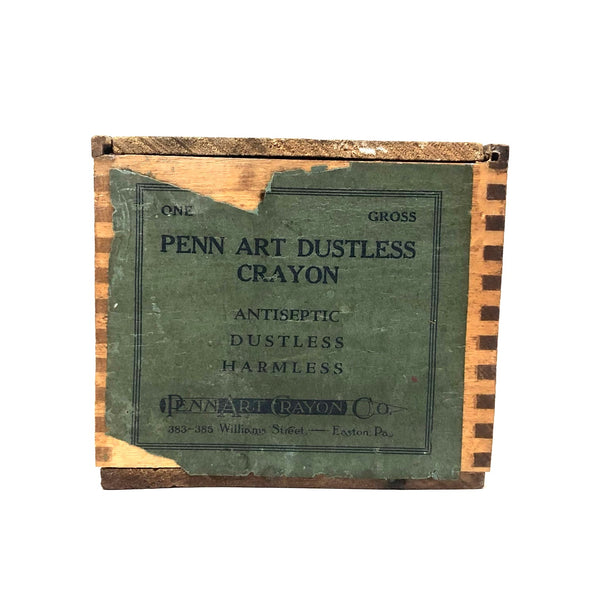 ONE GROSS
PENN ART DUSTLESS
CRAYON
ANTISEPTIC
DUSTLESS
HARMLESS
PENN ART CRAYON CO.
383-385 Williams Street, — Easton, Pa.